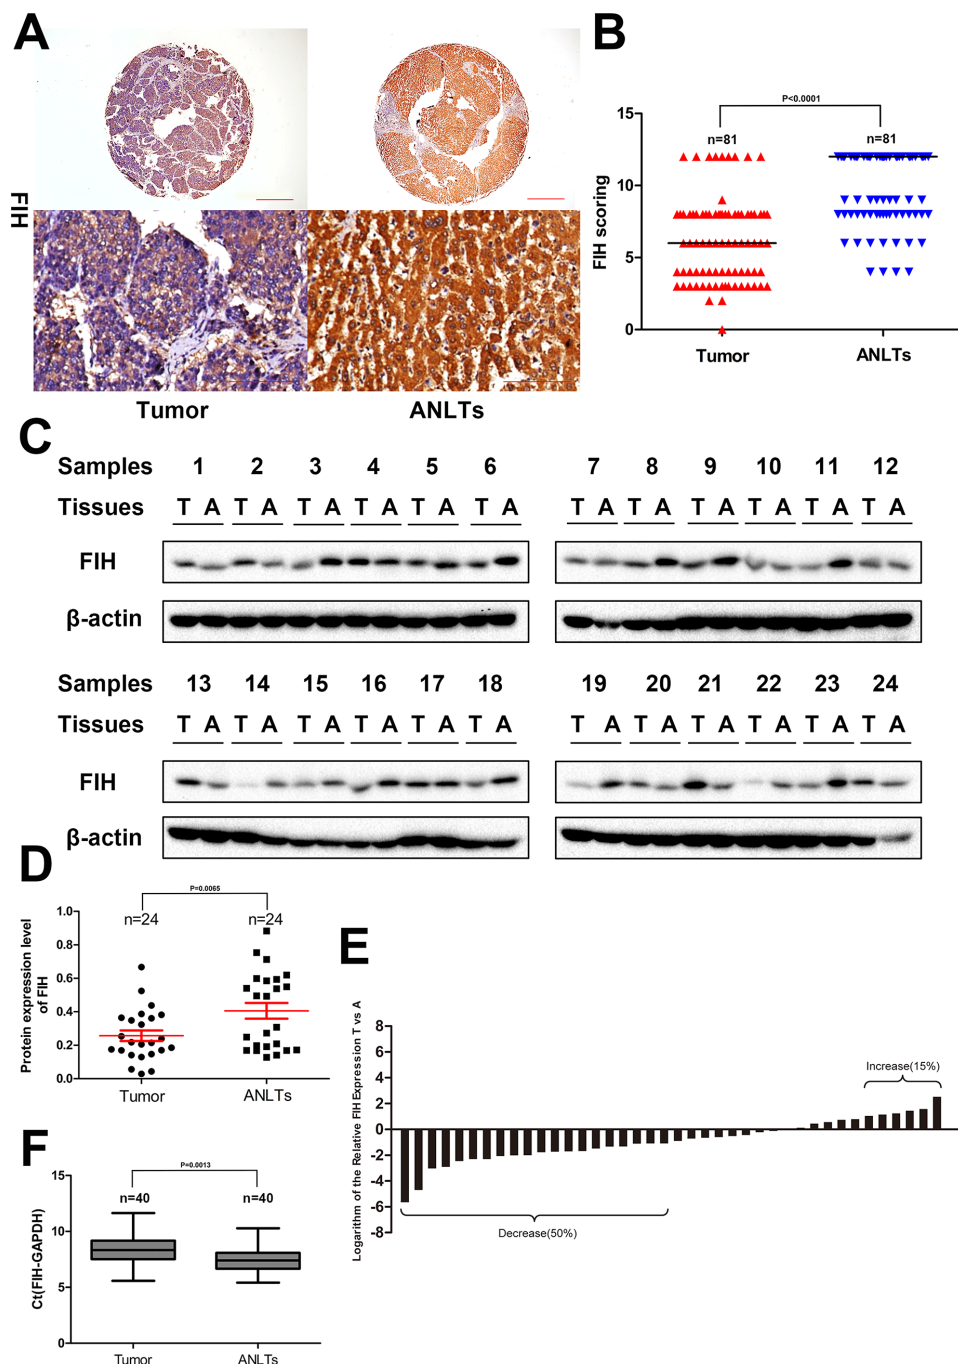 A
FIH
Tumor
ANLTs
B
P<0.0001
n=81
n=81
15
10
5
0
FIH scoring
Tumor
ANLTs
C
Samples 1 2 3 4 5 6 7 8 9 10 11 12
Tissues T A T A T A T A T A T A T A T A T A T A T A T A
FIH
β-actin
Samples 13 14 15 16 17 18 19 20 21 22 23 24
Tissues T A T A T A T A T A T A T A T A T A T A T A T A
FIH
β-actin
D
P=0.0065
n=24
n=24
1.0
0.8
0.6
0.4
0.2
0.0
Protein expression level
of FIH
Tumor
ANLTs
E
Logarithm of the Relative FIH Expression T vs A
8
6
4
2
0
-2
-4
-6
-8
Increase(15%)
Decrease(50%)
F
P=0.0013
n=40
n=40
15
10
5
0
Ct(FIH-GAPDH)
Tumor
ANLTs